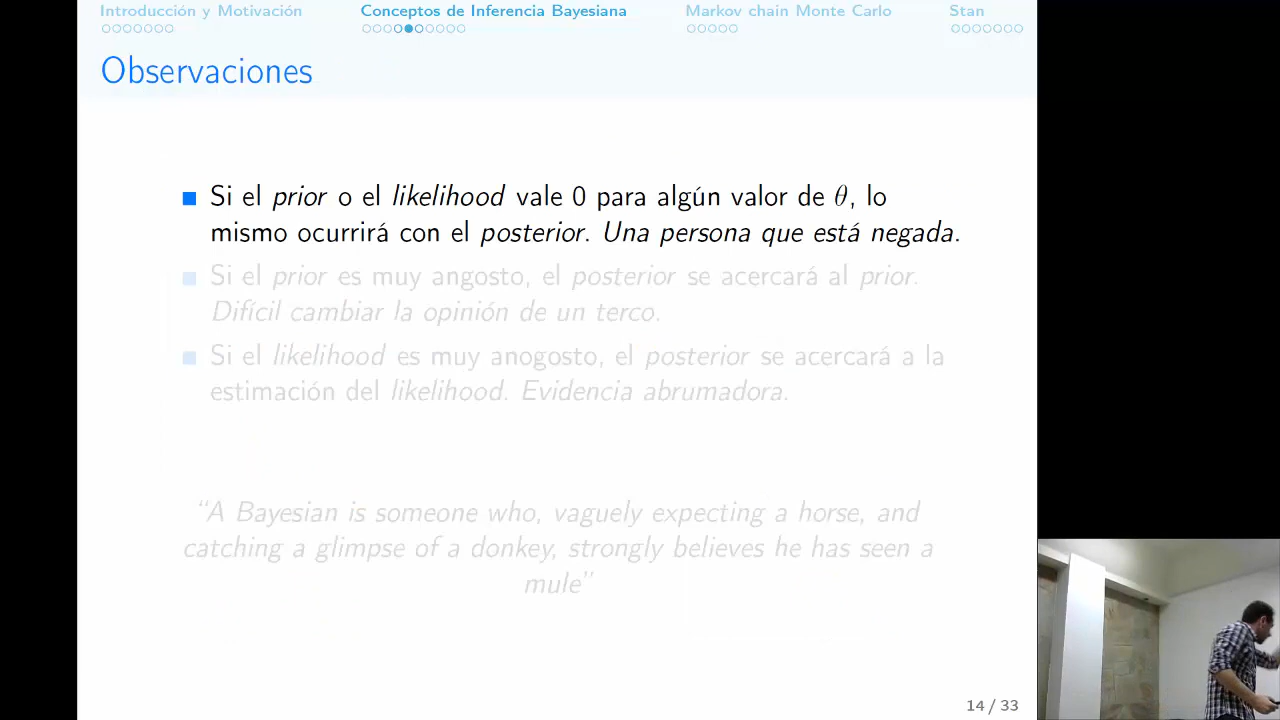 Introducción y Motivación
Conceptos de Inferencia Bayesiana
Markov chain Monte Carlo
Stan
Observaciones
Si el prior o el likelihood vale 0 para algún valor de θ, lo
mismo ocurrirá con el posterior. Una persona que está negada.
Si el prior es muy angosto, el posterior se acercará al prior.
Difícil cambiar la opinión de un terco.
Si el likelihood es muy anogosto, el posterior se acercará a la
estimación del likelihood. Evidencia abrumadora.
“A Bayesian is someone who, vaguely expecting a horse, and
catching a glimpse of a donkey, strongly believes he has seen a
mule”
14 / 33